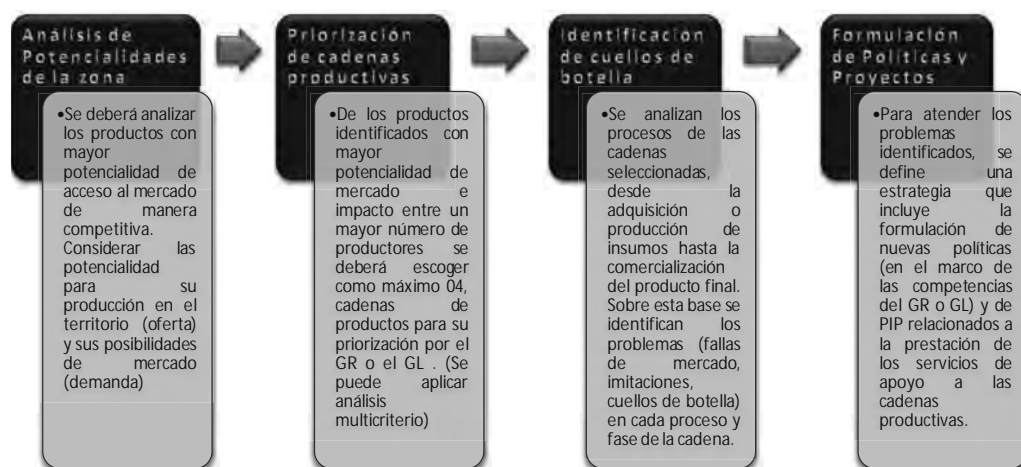 Análisis de
Potencialidades
de la zona
•Se deberá analizar
los productos con
mayor
potencialidad de
acceso al mercado
de manera
competitiva.
Considerar las
potencialidad
para su
producción en el
territorio (oferta)
y sus posibilidades
de mercado
(demanda)
Priorización
de cadenas
productivas
•De los productos
identificados con
mayor
potencialidad de
mercado e
impacto entre un
mayor número de
productores se
deberá escoger
como máximo 04,
cadenas de
productos para su
priorización por el
GR o el GL . (Se
puede aplicar
análisis
multicriterio)
Identificación
de cuellos de
botella
•Se analizan los
procesos de las
cadenas
seleccionadas,
desde la
adquisición o
producción de
insumos hasta la
comercialización
del producto final.
Sobre esta base se
identifican los
problemas (fallas
de mercado,
imitaciones,
cuellos de botella)
en cada proceso y
fase de la cadena.
Formulación
de Políticas y
Proyectos
•Para atender los
problemas
identificados, se
define una
estrategia que
incluye la
formulación de
nuevas políticas
(en el marco de
las competencias
del GR o GL) y de
PIP relacionados a
la prestación de
los servicios de
apoyo a las
cadenas
productivas.